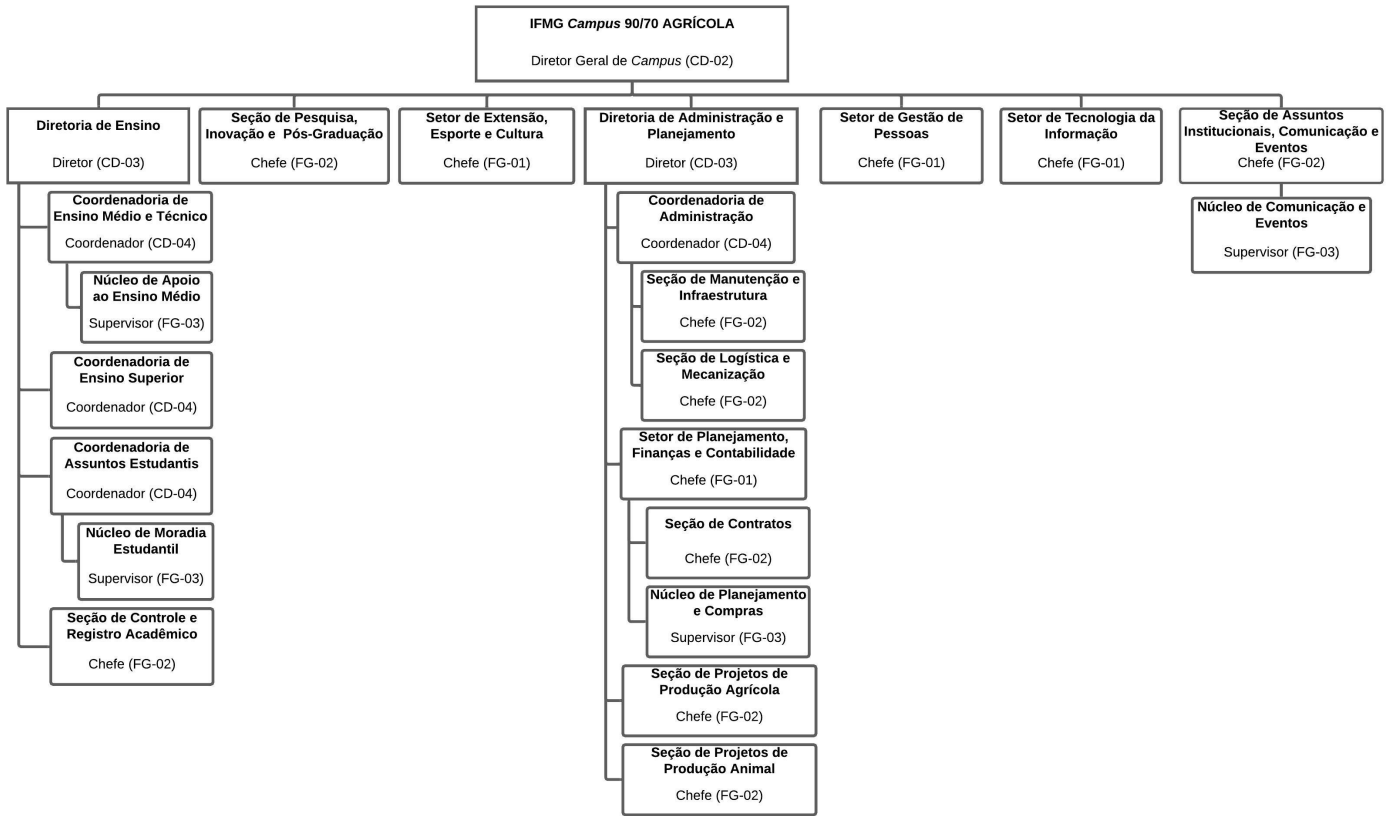 IFMG Campus 90/70 AGRÍCOLA
Diretor Geral de Campus (CD-02)
Diretoria de Ensino
Diretor (CD-03)
Seção de Pesquisa,
Inovação e Pós-Graduação
Chefe (FG-02)
Setor de Extensão,
Esporte e Cultura
Chefe (FG-01)
Diretoria de Administração e
Planejamento
Diretor (CD-03)
Setor de Gestão de
Pessoas
Chefe (FG-01)
Setor de Tecnologia da
Informação
Chefe (FG-01)
Seção de Assuntos
Institucionais, Comunicação e
Eventos
Chefe (FG-02)
Coordenadoria de
Ensino Médio e Técnico
Coordenador (CD-04)
Núcleo de Apoio
ao Ensino Médio
Supervisor (FG-03)
Coordenadoria de
Ensino Superior
Coordenador (CD-04)
Coordenadoria de
Assuntos Estudantis
Coordenador (CD-04)
Núcleo de Moradia
Estudantil
Supervisor (FG-03)
Seção de Controle e
Registro Acadêmico
Chefe (FG-02)
Coordenadoria de
Administração
Coordenador (CD-04)
Seção de Manutenção e
Infraestrutura
Chefe (FG-02)
Seção de Logística e
Mecanização
Chefe (FG-02)
Setor de Planejamento,
Finanças e Contabilidade
Chefe (FG-01)
Seção de Contratos
Chefe (FG-02)
Núcleo de Planejamento
e Compras
Supervisor (FG-03)
Seção de Projetos de
Produção Agrícola
Chefe (FG-02)
Seção de Projetos de
Produção Animal
Chefe (FG-02)
Núcleo de Comunicação e
Eventos
Supervisor (FG-03)